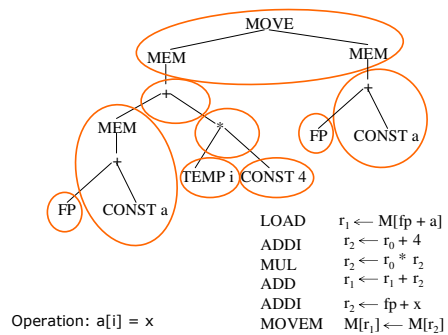 MOVE
MEM
MEM
+
+
MEM
*
FP
CONST a
+
TEMP i
CONST 4
FP
CONST a
LOAD r₁ ← M[fp + a]
ADDI r₂ ← r₀ + 4
MUL r₂ ← r₀ * r₂
ADD r₁ ← r₁ + r₂
ADDI r₂ ← fp + x
MOVEM M[r₁] ← M[r₂]
Operation: a[i] = x